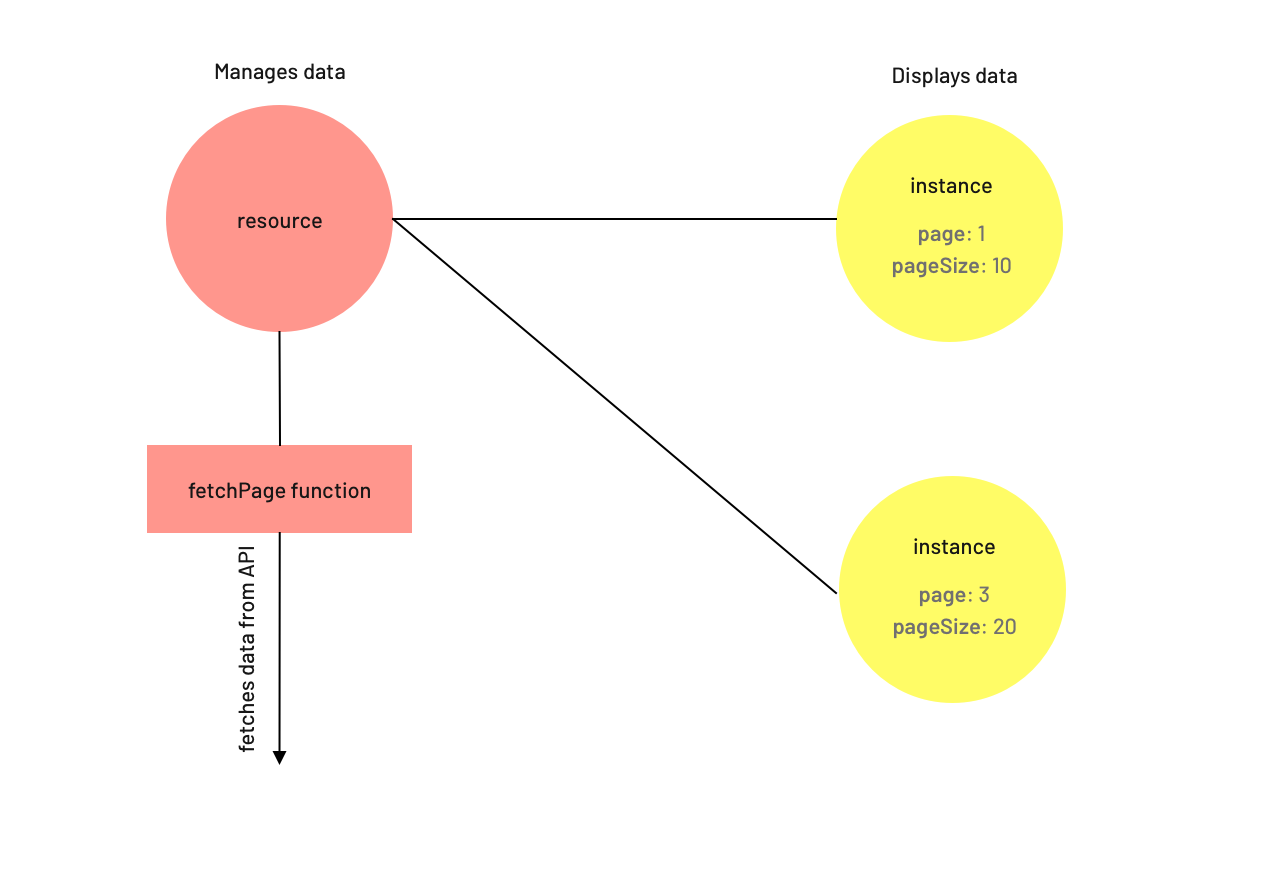 Manages data
Displays data
resource
instance
page: 1
pageSize: 10
fetchPage function
fetches data from API
instance
page: 3
pageSize: 20